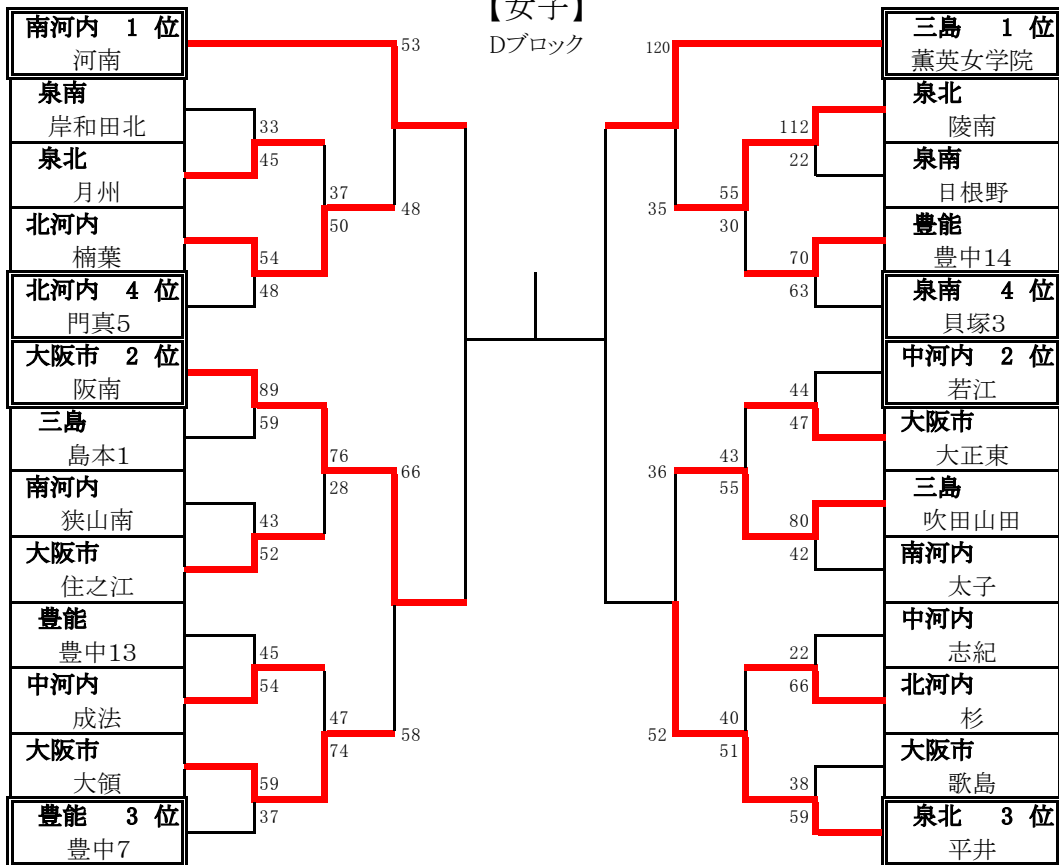 【女子】
Dブロック
南河内 1 位
河南
泉南
岸和田北
泉北
月州
北河内
楠葉
北河内 4 位
門真5
大阪市 2 位
阪南
三島
島本1
南河内
狭山南
大阪市
住之江
豊能
豊中13
中河内
成法
大阪市
大領
豊能 3 位
豊中7
33
45
54
48
89
59
43
52
45
54
59
37
37
50
76
28
47
74
53
48
66
58
120
35
36
52
55
30
43
55
40
51
112
22
70
63
44
47
80
42
22
66
38
59
三島 1 位
薫英女学院
泉北
陵南
泉南
日根野
豊能
豊中14
泉南 4 位
貝塚3
中河内 2 位
若江
大阪市
大正東
三島
吹田山田
南河内
太子
中河内
志紀
北河内
杉
大阪市
歌島
泉北 3 位
平井